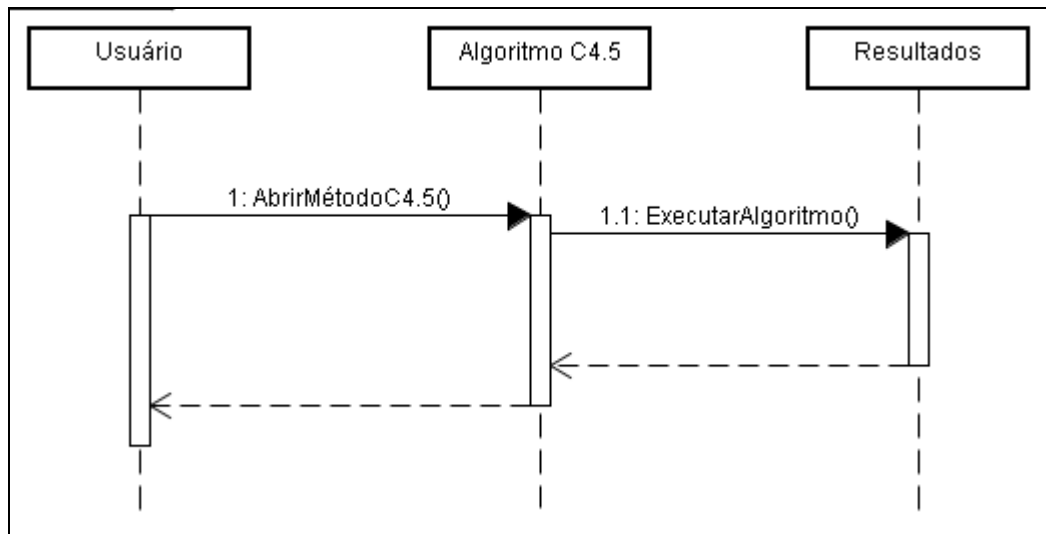 Usuário
Algoritmo C4.5
Resultados
1: AbrirMétodoC4.5()
1.1: ExecutarAlgoritmo()